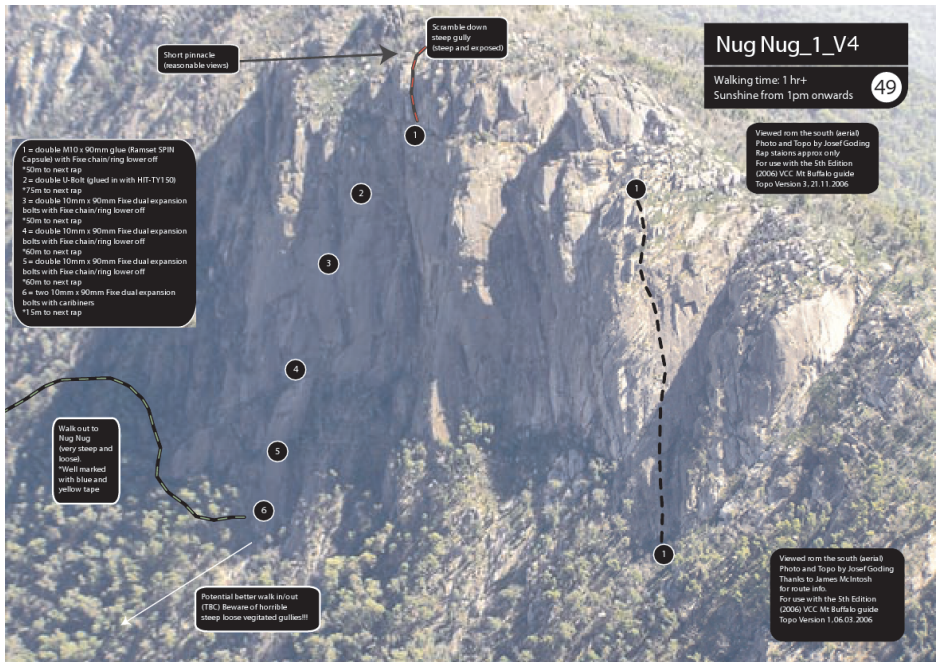 Scramble down
steep gully
(steep and exposed)
Short pinnacle
(reasonable views)
Nug Nug_1_V4
Walking time: 1 hr+
Sunshine from 1pm onwards
49
Viewed rom the south (aerial)
Photo and Topo by Josef Goding
Rap staions approx only
For use with the 5th Edition
(2006) VCC Mt Buffalo guide
Topo Version 3, 21.11.2006
1 = double M10 x 90mm glue (Ramset SPIN
Capsule) with Fixe chain/ring lower off
*50m to next rap
2 = double U-Bolt (glued in with HIT-TY150)
*75m to next rap
3 = double 10mm x 90mm Fixe dual expansion
bolts with Fixe chain/ring lower off
*50m to next rap
4 = double 10mm x 90mm Fixe dual expansion
bolts with Fixe chain/ring lower off
*60m to next rap
5 = double 10mm x 90mm Fixe dual expansion
bolts with Fixe chain/ring lower off
*60m to next rap
6 = two 10mm x 90mm Fixe dual expansion
bolts with caribiners
*15m to next rap
1
2
3
4
5
6
1
1
Walk out to
Nug Nug
(very steep and
loose).
*Well marked
with blue and
yellow tape
Potential better walk in/out
(TBC) Beware of horrible
steep loose vegitated gullies!!!
Viewed rom the south (aerial)
Photo and Topo by Josef Goding
Thanks to James McIntosh
for route info.
For use with the 5th Edition
(2006) VCC Mt Buffalo guide
Topo Version 1, 06.03.2006